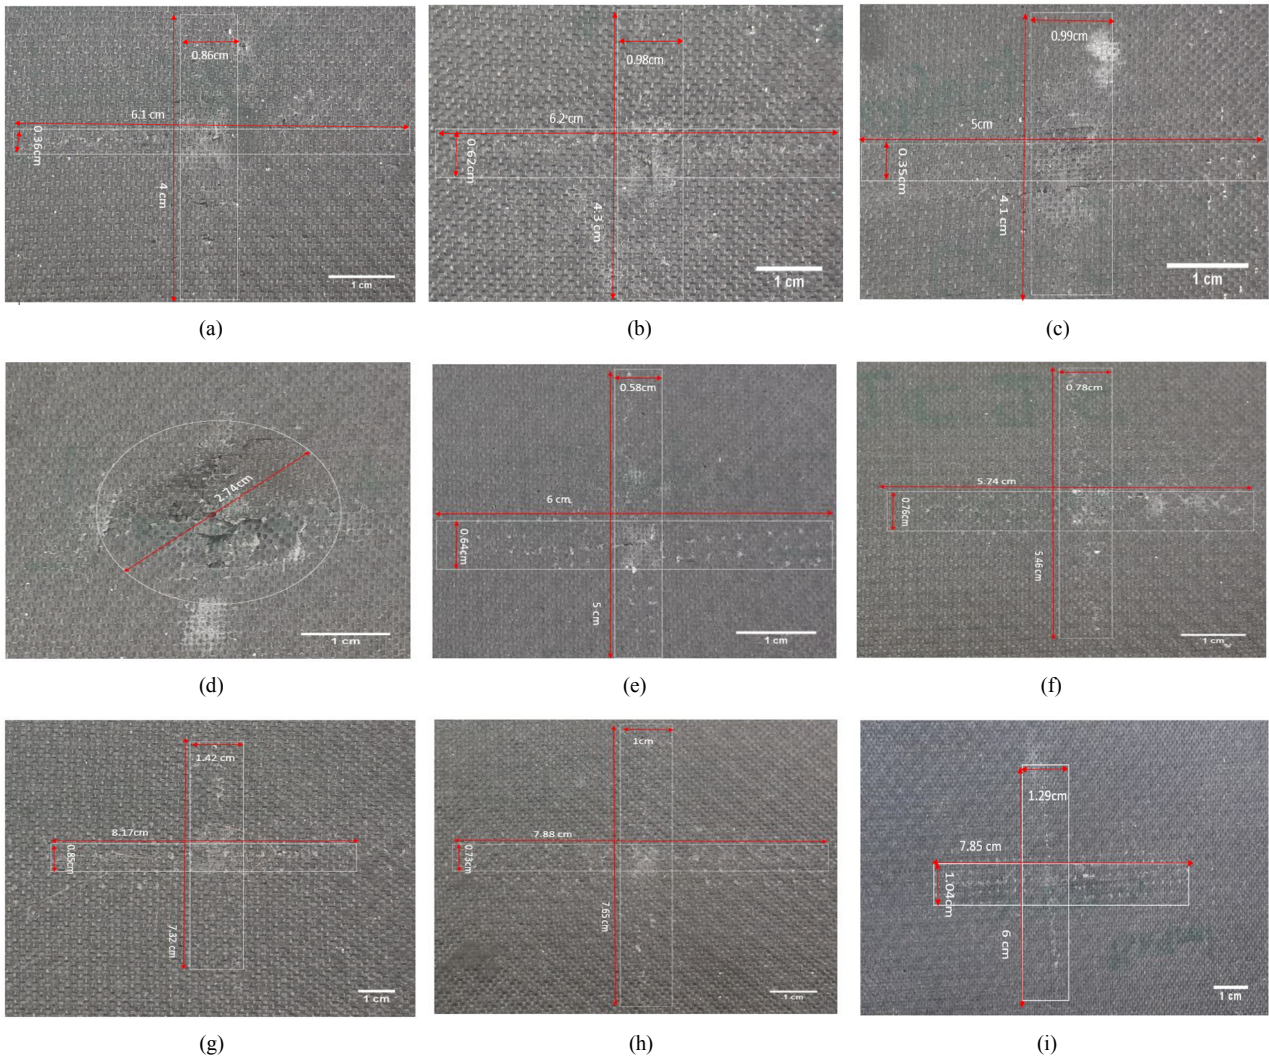 0.86cm
6.1 cm
0.36cm
4 cm
1 cm
(a)
0.98cm
6.2cm
0.62cm
4.3 cm
1 cm
(b)
0.99cm
5cm
0.35cm
4.1 cm
1 cm
(c)
2.74cm
1 cm
(d)
0.58cm
6 cm
0.64cm
5 cm
1 cm
(e)
0.78cm
5.74 cm
0.76cm
5.46 cm
1 cm
(f)
1.42 cm
8.17cm
0.85cm
7.32 cm
1 cm
(g)
1cm
7.88 cm
0.73cm
7.65 cm
1 cm
(h)
1.29cm
7.85 cm
1.04cm
6 cm
1 cm
(i)